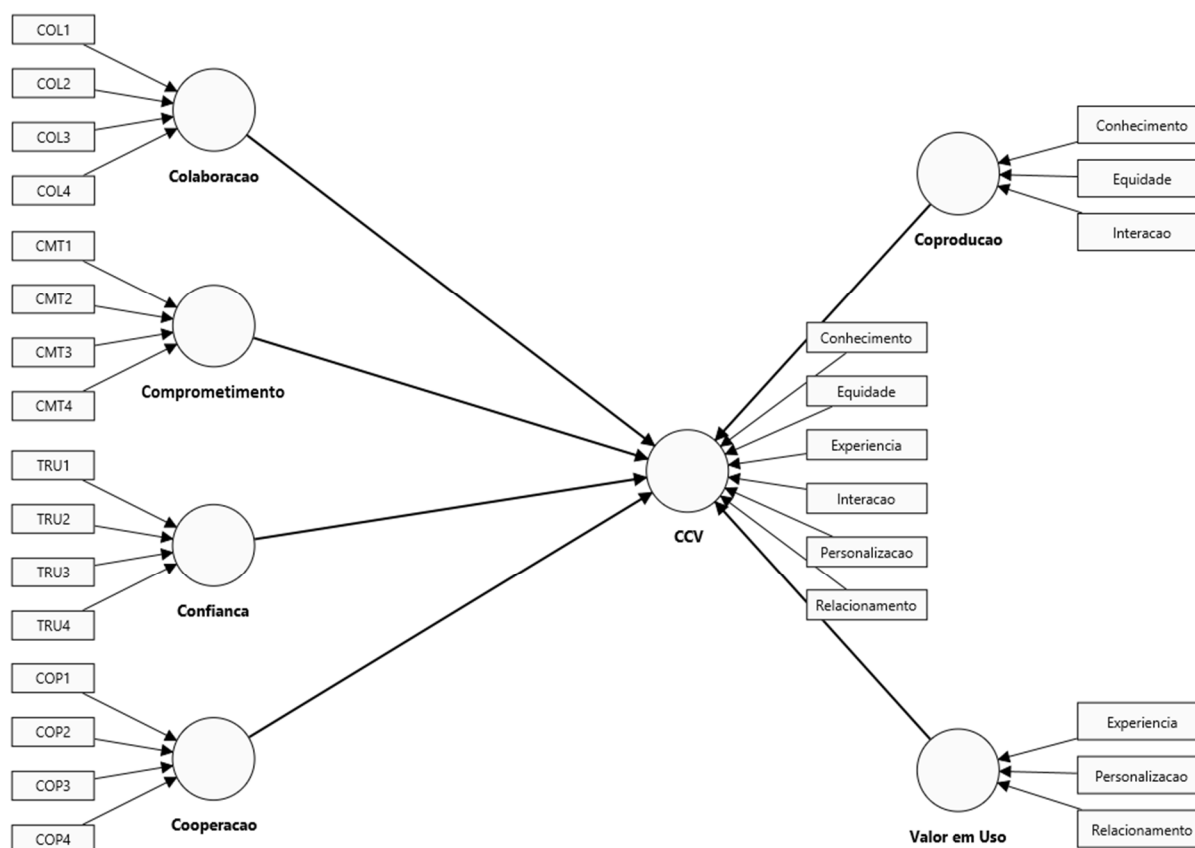 COL1
COL2
COL3
COL4
Colaboracao
CMT1
CMT2
CMT3
CMT4
Comprometimento
TRU1
TRU2
TRU3
TRU4
Confianca
COP1
COP2
COP3
COP4
Cooperacao
CCV
Conhecimento
Equidade
Experiencia
Interacao
Personalizacao
Relacionamento
Coproducao
Conhecimento
Equidade
Interacao
Valor em Uso
Experiencia
Personalizacao
Relacionamento